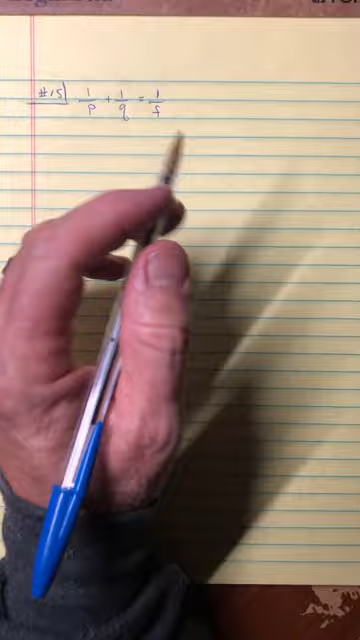 #15) 1/p + 1/q = 1/f